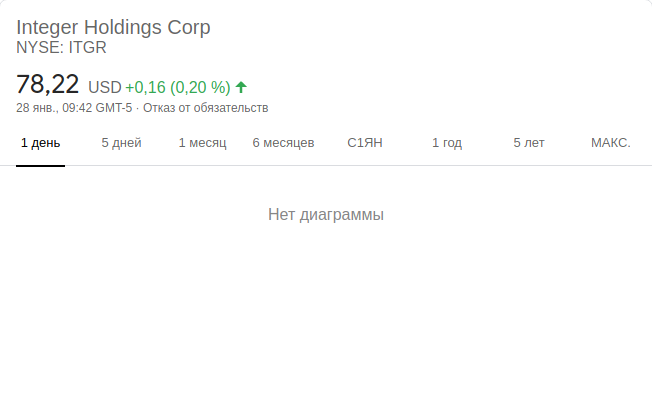 Integer Holdings Corp
NYSE: ITGR
78,22 USD +0,16 (0,20 %)
28 янв., 09:42 GMT-5 · Отказ от обязательств
1 день 5 дней 1 месяц 6 месяцев С1ЯН 1 год 5 лет МАКС.
Нет диаграммы